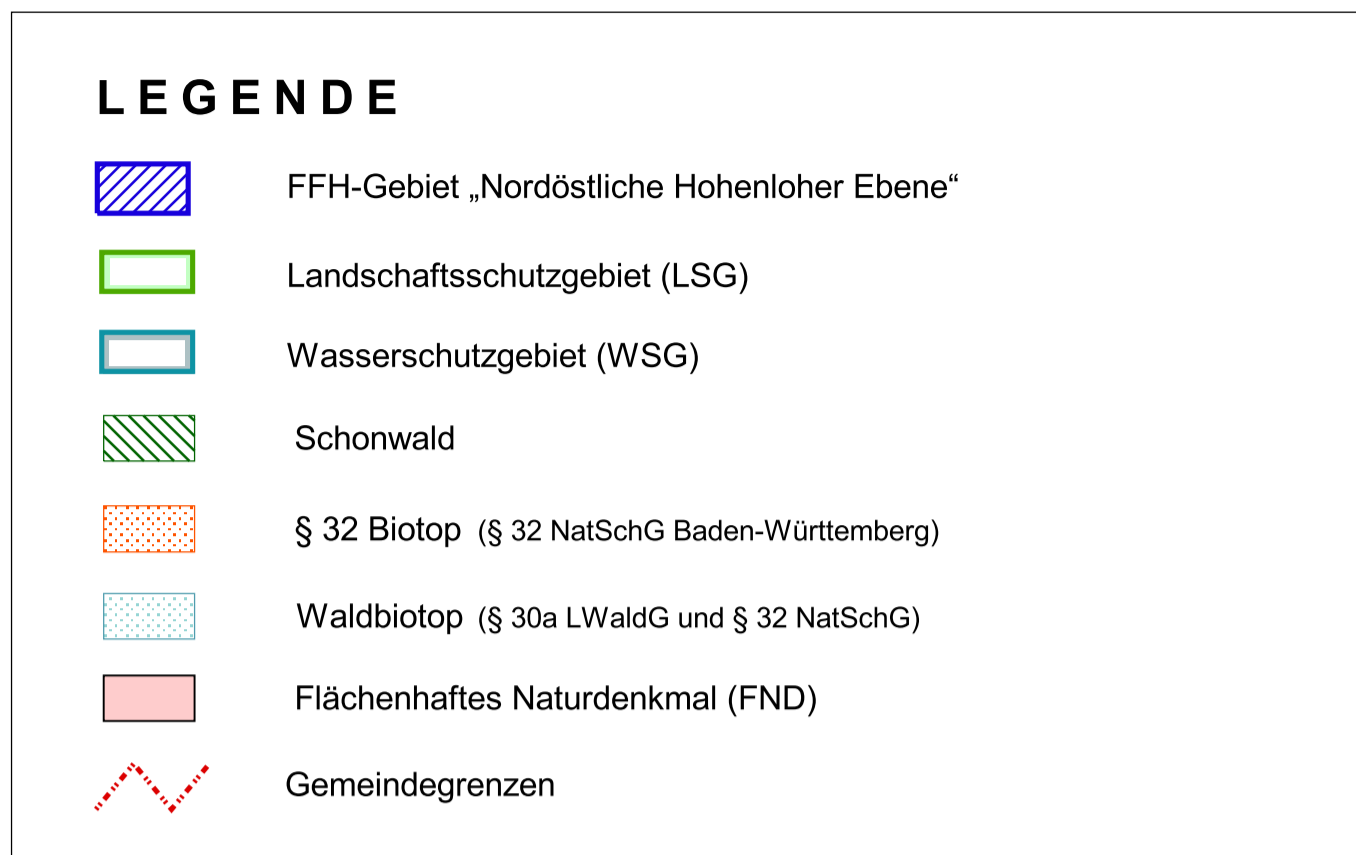 LEGENDE
FFH-Gebiet „Nordöstliche Hohenloher Ebene“
Landschaftsschutzgebiet (LSG)
Wasserschutzgebiet (WSG)
Schonwald
§ 32 Biotop (§ 32 NatSchG Baden-Württemberg)
Waldbiotop (§ 30a LWaldG und § 32 NatSchG)
Flächenhaftes Naturdenkmal (FND)
Gemeindegrenzen